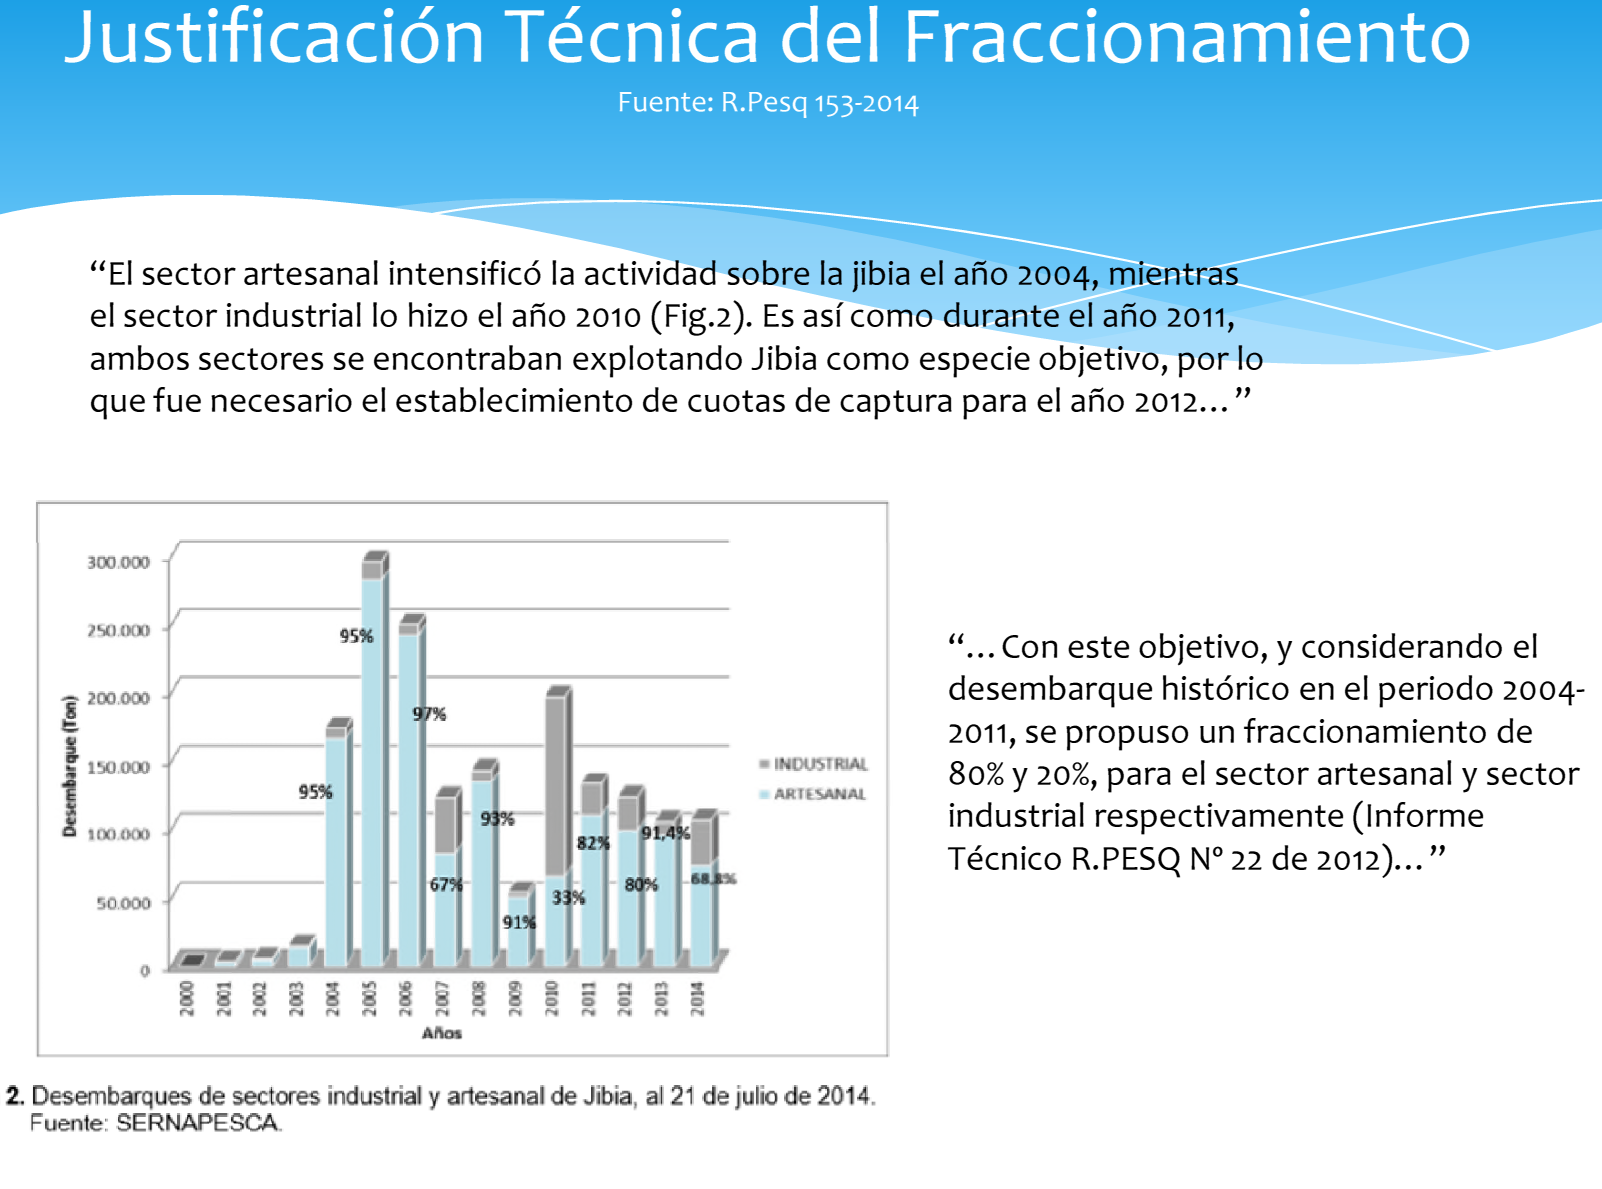 Justificación Técnica del Fraccionamiento
Fuente: R.Pesq 153-2014
“El sector artesanal intensificó la actividad sobre la jibia el año 2004, mientras
el sector industrial lo hizo el año 2010 (Fig.2). Es así como durante el año 2011,
ambos sectores se encontraban explotando Jibia como especie objetivo, por lo
que fue necesario el establecimiento de cuotas de captura para el año 2012…”
Desembarque (Ton)
300.000
250.000
200.000
150.000
100.000
50.000
0
95%
95%
97%
67%
93%
91%
33%
82%
80%
91,4%
68,8%
2000
2001
2002
2003
2004
2005
2006
2007
2008
2009
2010
2011
2012
2013
2014
Años
INDUSTRIAL
ARTESANAL
“…Con este objetivo, y considerando el
desembarque histórico en el periodo 2004-
2011, se propuso un fraccionamiento de
80% y 20%, para el sector artesanal y sector
industrial respectivamente (Informe
Técnico R.PESQ Nº 22 de 2012)…”
2. Desembarques de sectores industrial y artesanal de Jibia, al 21 de julio de 2014.
Fuente: SERNAPESCA.